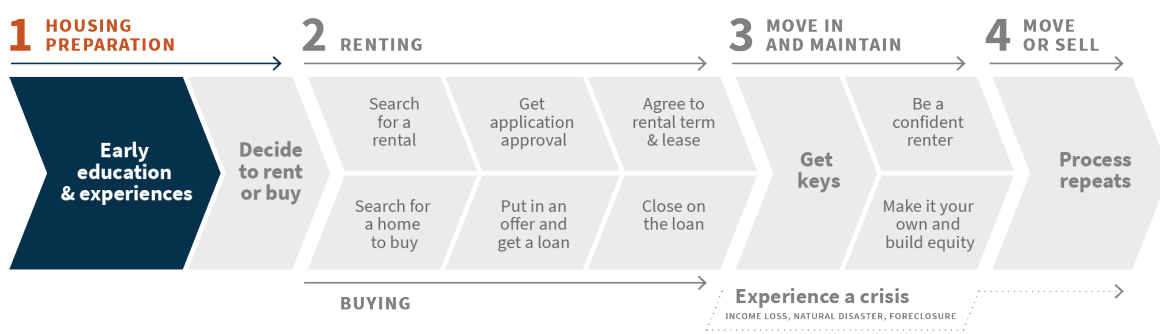 1 HOUSING
PREPARATION
2 RENTING
3 MOVE IN
AND MAINTAIN
4 MOVE
OR SELL
Early
education
& experiences
Decide
to rent
or buy
Search
for a
rental
Get
application
approval
Agree to
rental term
& lease
Search for
a home
to buy
Put in an
offer and
get a loan
Close on
the loan
Get
keys
Be a
confident
renter
Make it your
own and
build equity
Process
repeats
BUYING
Experience a crisis
INCOME LOSS, NATURAL DISASTER, FORECLOSURE